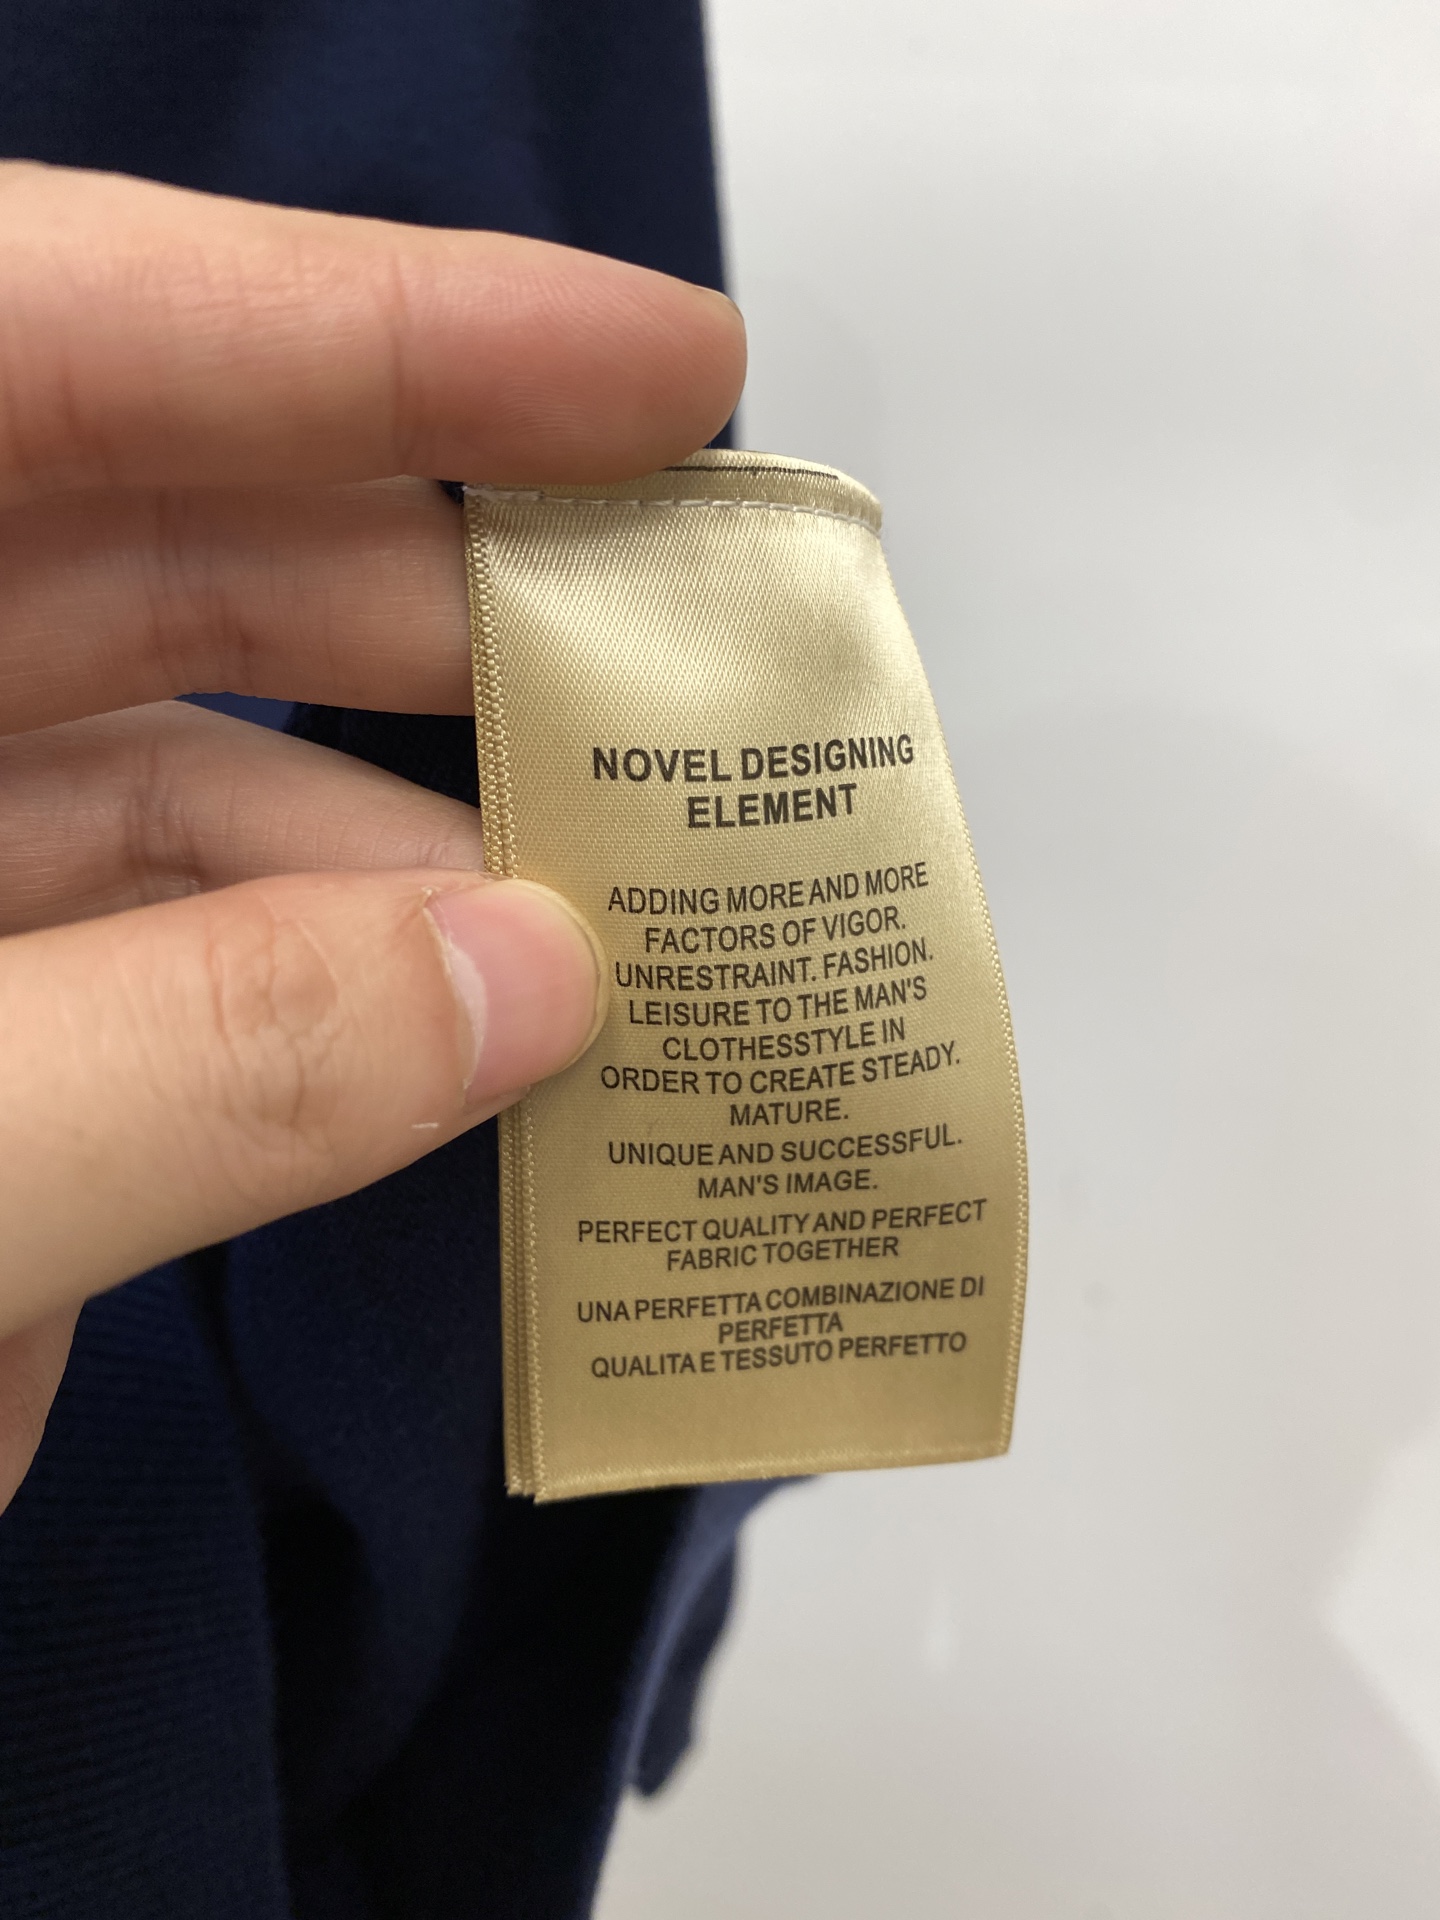 NOVEL DESIGNING
ELEMENT
ADDING MORE AND MORE
FACTORS OF VIGOR.
UNRESTRAINT. FASHION.
LEISURE TO THE MAN'S
CLOTHESSTYLE IN
ORDER TO CREATE STEADY.
MATURE.
UNIQUE AND SUCCESSFUL.
MAN'S IMAGE.
PERFECT QUALITY AND PERFECT
FABRIC TOGETHER
UNA PERFETTA COMBINAZIONE DI
PERFETTA
QUALITA E TESSUTO PERFETTO